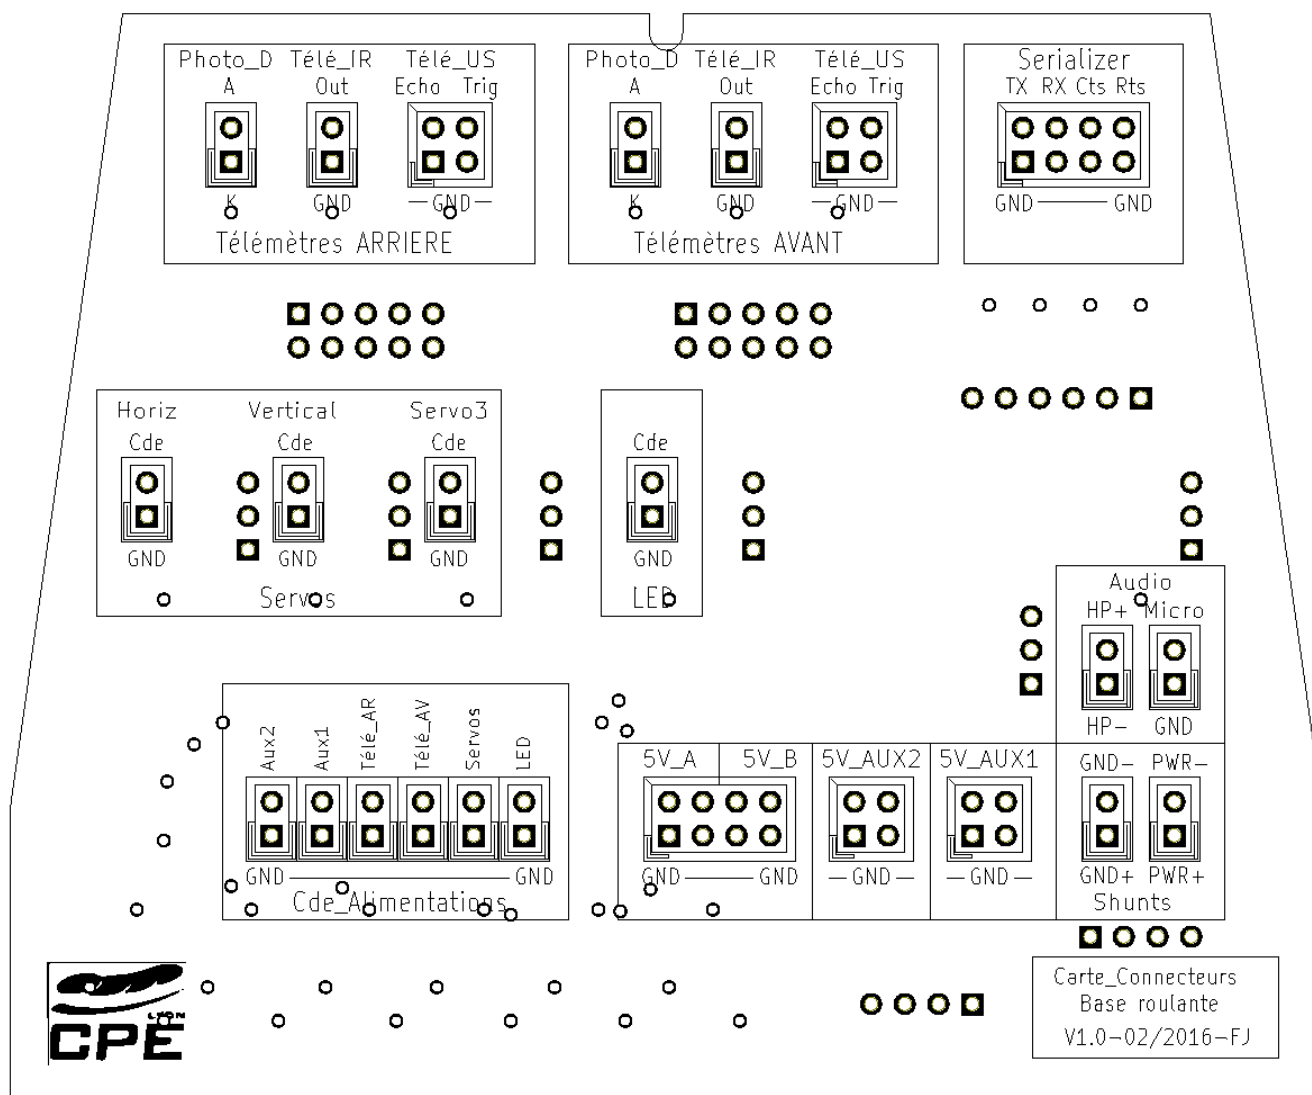 Photo_D Télé_IR Télé_US
A Out Echo Trig
K GND GND
Télémètres ARRIERE
Photo_D Télé_IR Télé_US
A Out Echo Trig
K GND GND
Télémètres AVANT
Serializer
TX RX Cts Rts
GND GND
Horiz Vertical Servo3
Cde Cde Cde
GND GND GND
Servos
Cde
GND
LED
Audio
HP+ Micro
HP- GND
Aux2 Aux1 Télé_AR Télé_AV Servos LED
GND GND
Cde_Alimentations
5V_A 5V_B 5V_AUX2 5V_AUX1
GND GND GND GND
GND- PWR-
GND+ PWR+
Shunts
LYON
CPE
Carte_Connecteurs
Base roulante
V1.0-02/2016-FJ